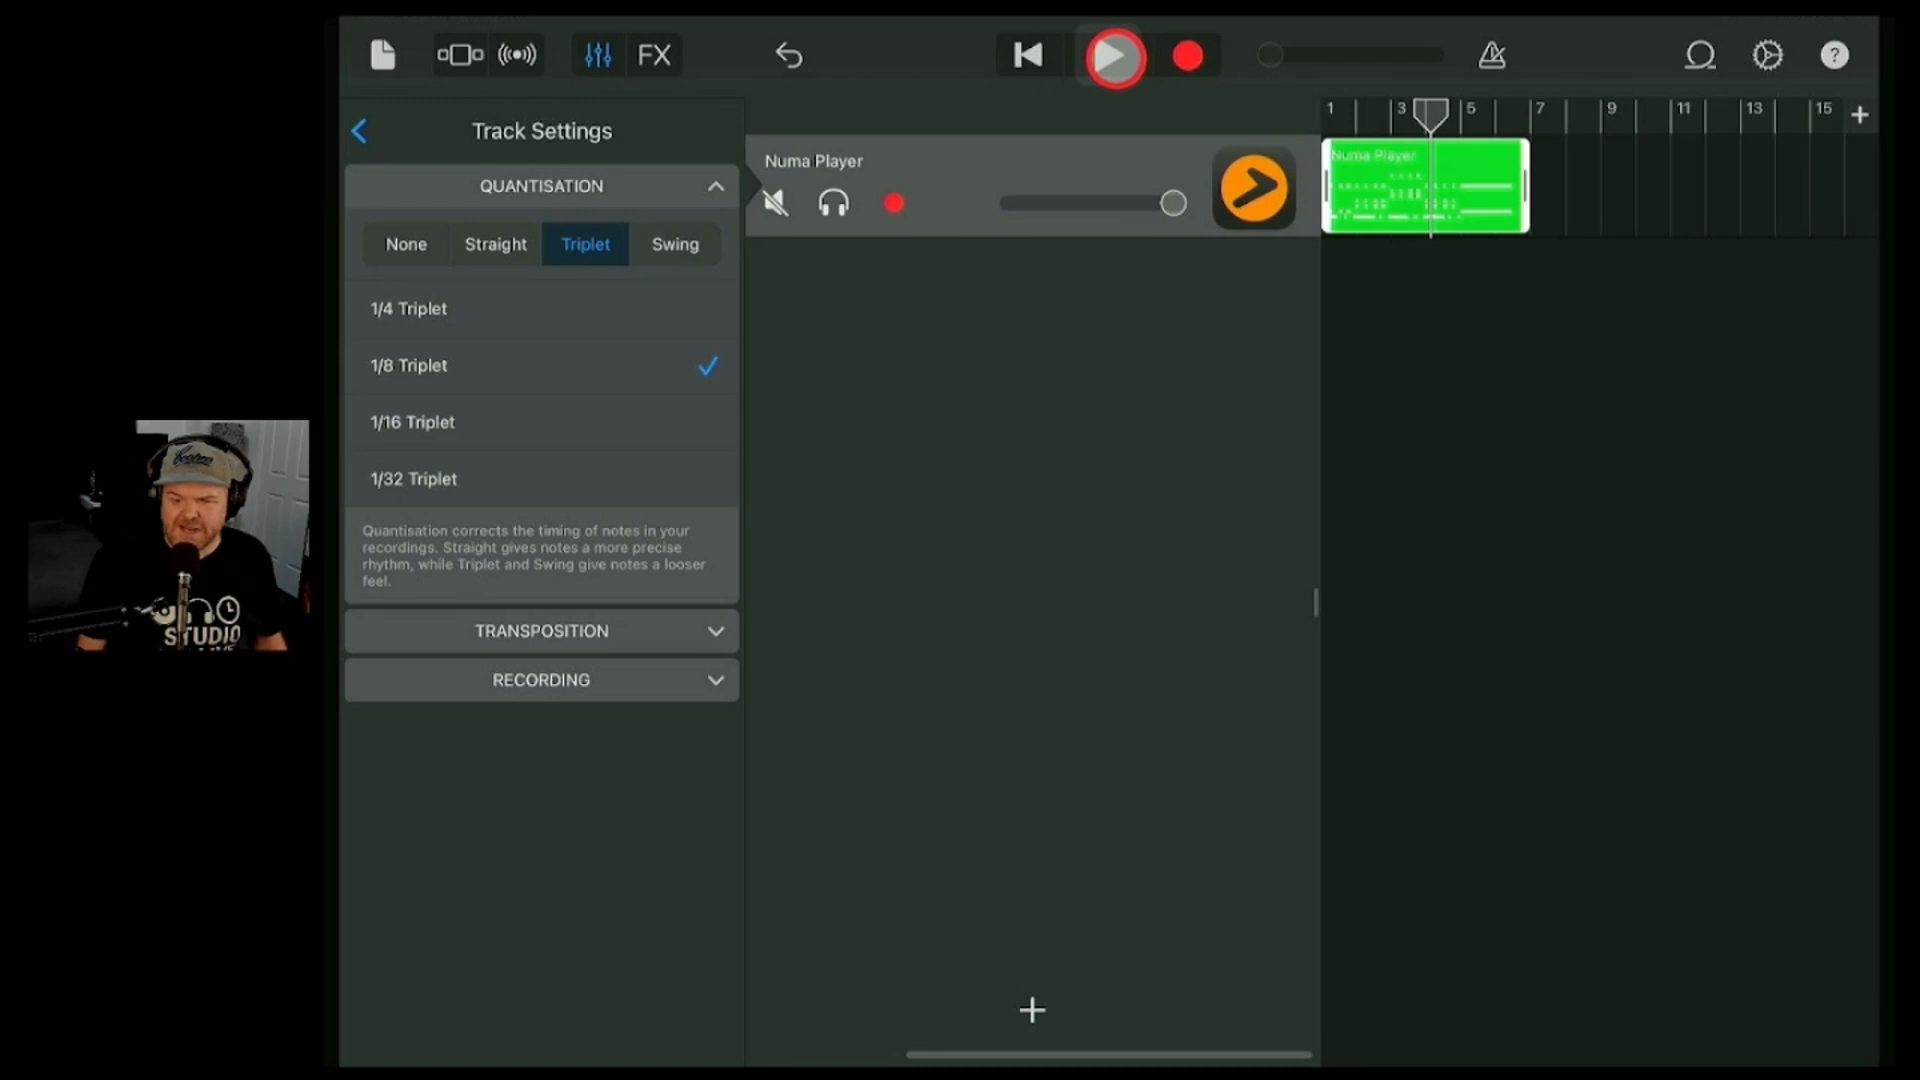 FX
Track Settings
QUANTISATION
None
Straight
Triplet
Swing
1/4 Triplet
1/8 Triplet
1/16 Triplet
1/32 Triplet
Quantisation corrects the timing of notes in your
recordings. Straight gives notes a more precise
rhythm, while Triplet and Swing give notes a looser
feel.
TRANSPOSITION
RECORDING
Numa Player
?
1 3 5 7 9 11 13 15
Numa Player
STUDIO
LIVE